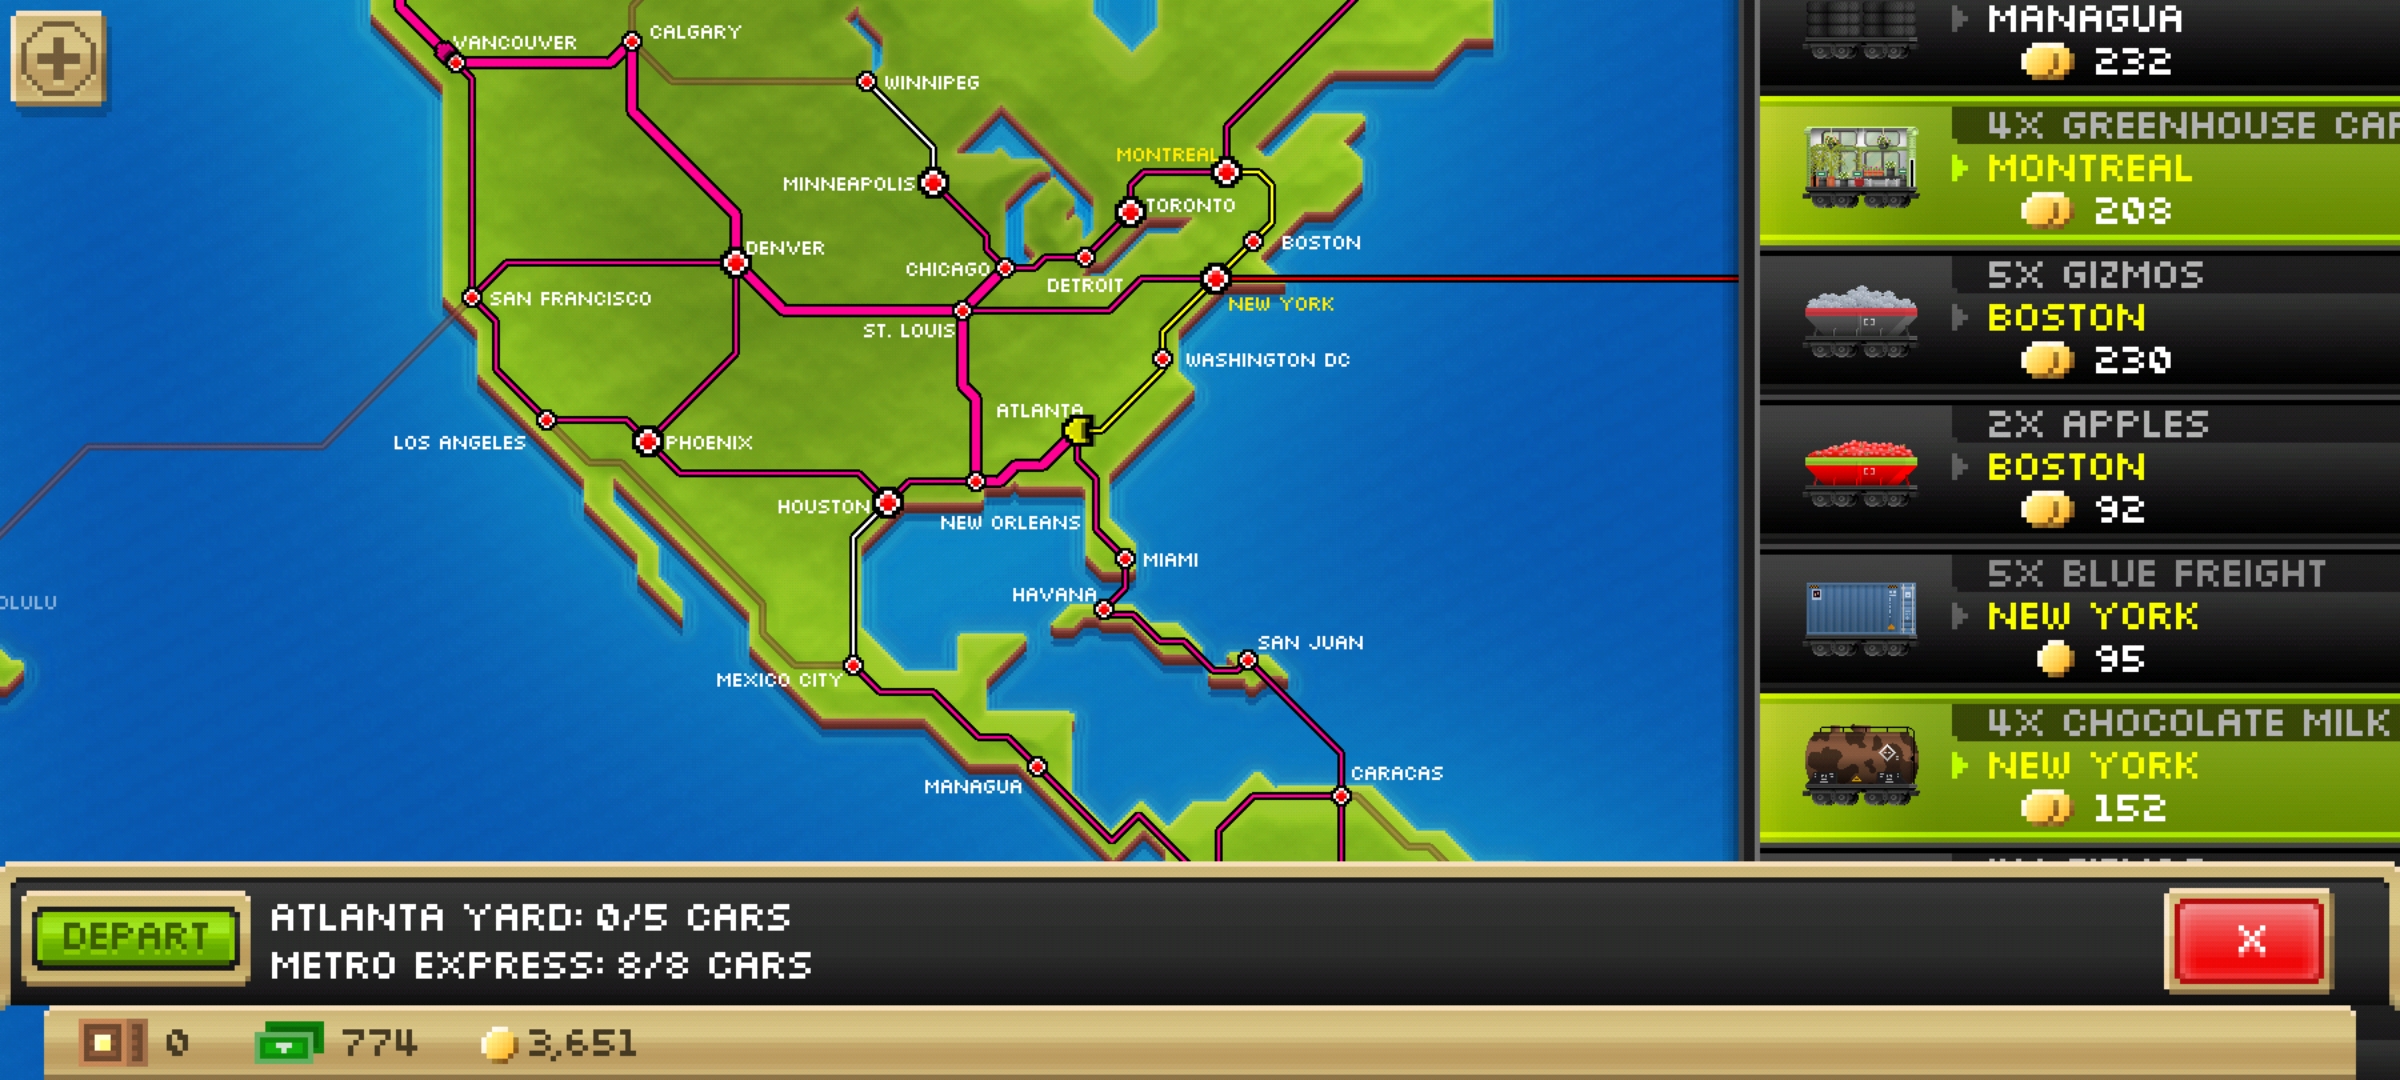 VANCOUVER
CALGARY
WINNIPEG
MONTREAL
MINNEAPOLIS
TORONTO
BOSTON
DENVER
CHICAGO
DETROIT
SAN FRANCISCO
NEW YORK
ST. LOUIS
WASHINGTON DC
ATLANTA
LOS ANGELES
PHOENIX
HOUSTON
NEW ORLEANS
MIAMI
HAVANA
OLULU
SAN JUAN
MEXICO CITY
CARACAS
MANAGUA
MANAGUA
232
4X GREENHOUSE CAR
MONTREAL
208
5X GIZMOS
BOSTON
230
2X APPLES
BOSTON
92
5X BLUE FREIGHT
NEW YORK
95
4X CHOCOLATE MILK
NEW YORK
152
DEPART
ATLANTA YARD: 0/5 CARS
METRO EXPRESS: 8/8 CARS
X
0
774
3,651